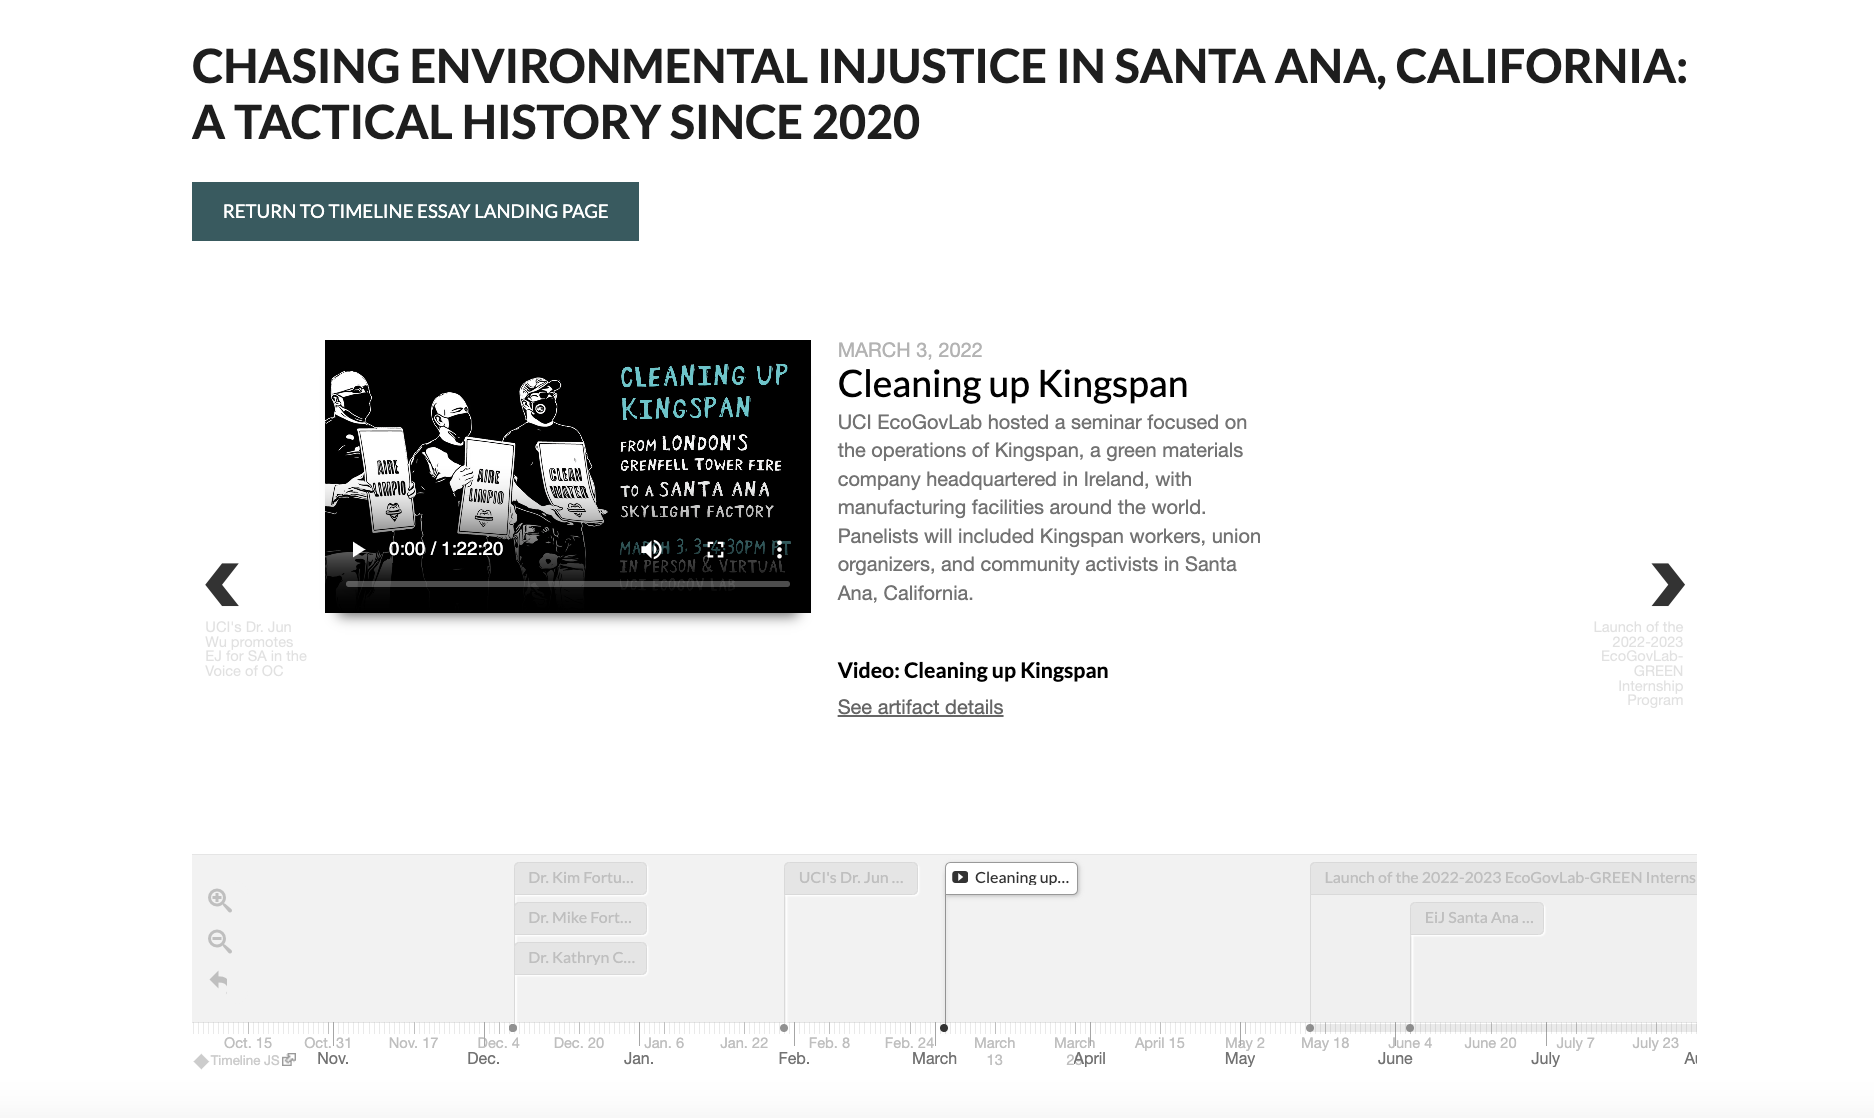 CHASING ENVIRONMENTAL INJUSTICE IN SANTA ANA, CALIFORNIA:
A TACTICAL HISTORY SINCE 2020
RETURN TO TIMELINE ESSAY LANDING PAGE
CLEANING UP
KINGSPAN
FROM LONDON'S
GRENFELL TOWER FIRE
TO A SANTA ANA
SKYLIGHT FACTORY
MARCH 3, 3-4:30PM PT
IN PERSON & VIRTUAL
UCI ECOGOV LAB
AIRE
LIMPIO
AIRE
LIMPIO
CLEAN
WATER
0:00 / 1:22:20
MARCH 3, 2022
Cleaning up Kingspan
UCI EcoGovLab hosted a seminar focused on
the operations of Kingspan, a green materials
company headquartered in Ireland, with
manufacturing facilities around the world.
Panelists will included Kingspan workers, union
organizers, and community activists in Santa
Ana, California.
Video: Cleaning up Kingspan
See artifact details
UCI's Dr. Jun
Wu promotes
EJ for SA in the
Voice of OC
Launch of the
2022-2023
EcoGovLab-
GREEN
Internship
Program
Dr. Kim Fortu...
Dr. Mike Fort...
Dr. Kathryn C...
UCI's Dr. Jun ...
Cleaning up...
Launch of the 2022-2023 EcoGovLab-GREEN Interns
EiJ Santa Ana ...
Oct. 15
Oct. 31
Nov. 17
Dec. 4
Dec. 20
Jan. 6
Jan. 22
Feb. 8
Feb. 24
March
13
March
April 15
May 2
May 18
June 4
June 20
July 7
July 23
Timeline JS
Nov.
Dec.
Jan.
Feb.
March
April
May
June
July